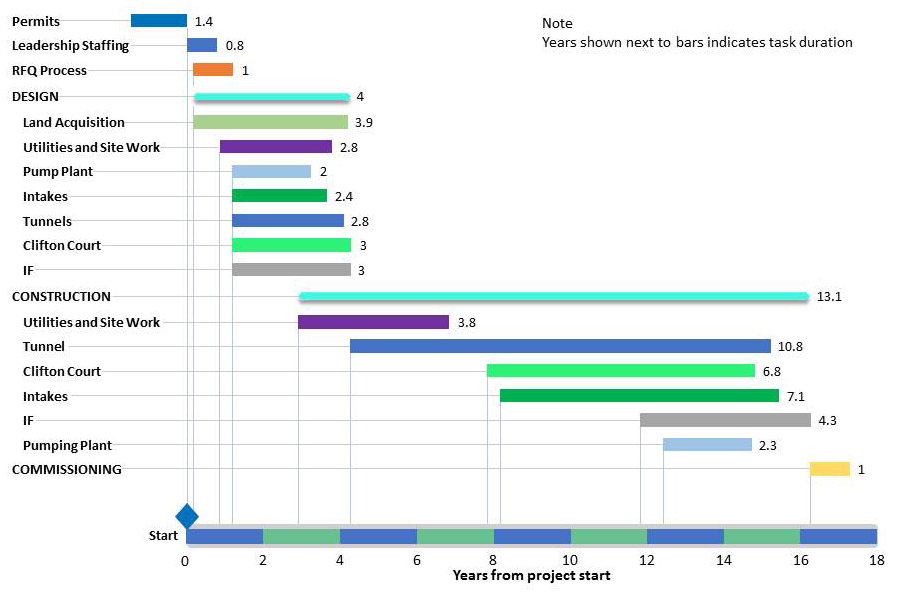 Permits 1.4
Note
Leadership Staffing 0.8
Years shown next to bars indicates task duration
RFQ Process 1
DESIGN 4
Land Acquisition 3.9
Utilities and Site Work 2.8
Pump Plant 2
Intakes 2.4
Tunnels 2.8
Clifton Court 3
IF 3
CONSTRUCTION 13.1
Utilities and Site Work 3.8
Tunnel 10.8
Clifton Court 6.8
Intakes 7.1
IF 4.3
Pumping Plant 2.3
COMMISSIONING 1
Start
0 2 4 6 8 10 12 14 16 18
Years from project start